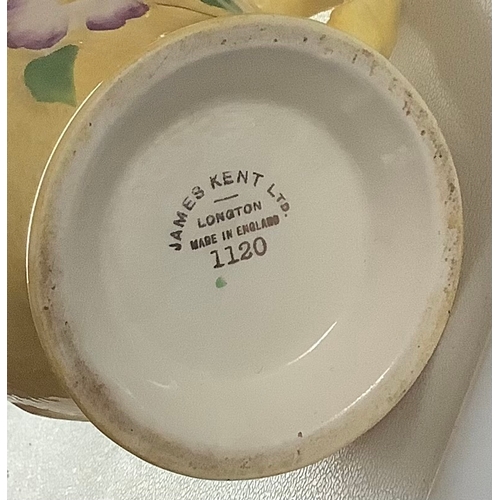 JAMES KENT LTD.
LONGTON
MADE IN ENGLAND
1120